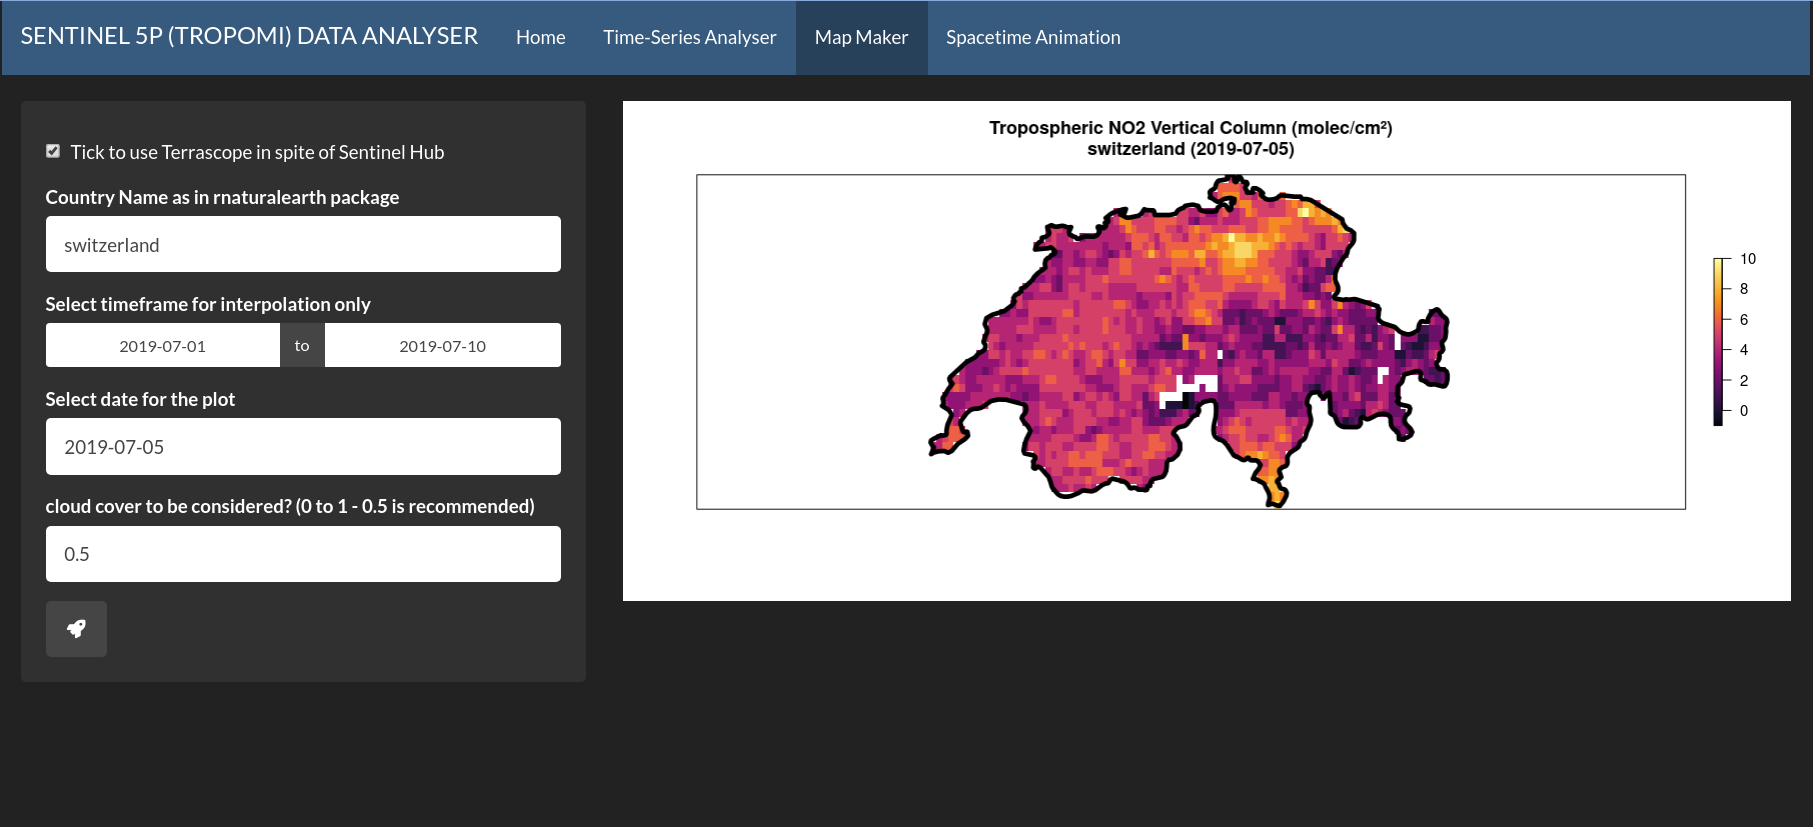 SENTINEL 5P (TROPOMI) DATA ANALYSER Home Time-Series Analyser Map Maker Spacetime Animation
Tick to use Terrascope in spite of Sentinel Hub
Country Name as in rnaturalearth package
switzerland
Select timeframe for interpolation only
2019-07-01 to 2019-07-10
Select date for the plot
2019-07-05
cloud cover to be considered? (0 to 1 - 0.5 is recommended)
0.5
Tropospheric NO2 Vertical Column (molec/cm²)
switzerland (2019-07-05)
10
8
6
4
2
0